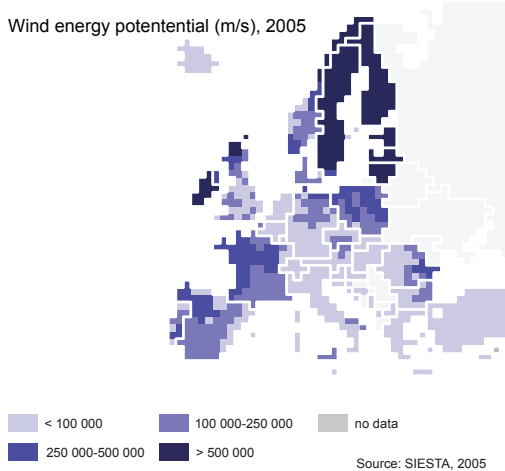 Wind energy potentential (m/s), 2005
< 100 000
100 000-250 000
no data
250 000-500 000
> 500 000
Source: SIESTA, 2005